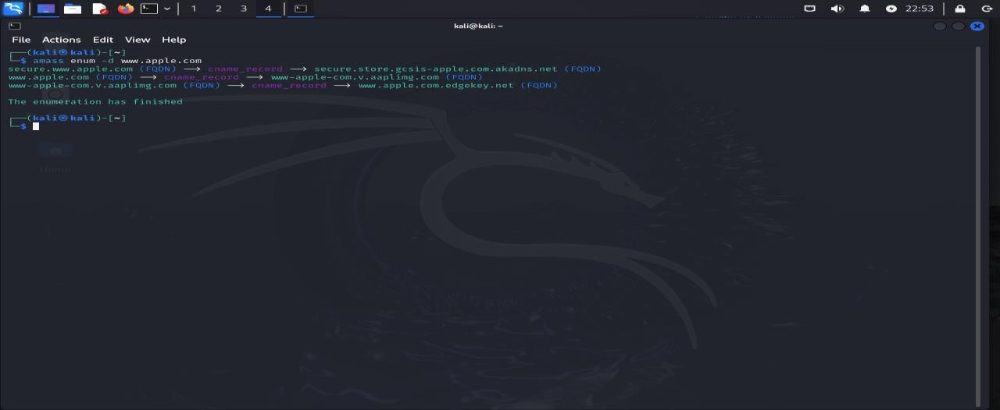 1 2 3 4
22:53
kali@kali: ~
File Actions Edit View Help
┌──(kali㉿kali)-[~]
└─$ amass enum -d www.apple.com
secure.www.apple.com (FQDN) ⟶ cname_record ⟶ secure.store.gcsis-apple.com.akadns.net (FQDN)
www.apple.com (FQDN) ⟶ cname_record ⟶ www-apple-com.v.aaplimg.com (FQDN)
www-apple-com.v.aaplimg.com (FQDN) ⟶ cname_record ⟶ www.apple.com.edgekey.net (FQDN)
The enumeration has finished
┌──(kali㉿kali)-[~]
└─$
Home